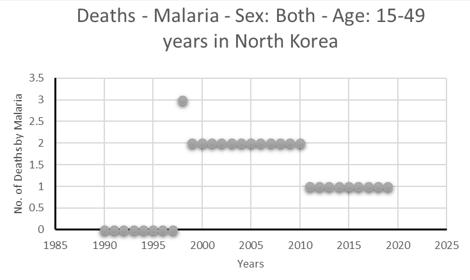 Deaths - Malaria - Sex: Both - Age: 15-49
years in North Korea
No. of Deaths by Malaria
3.5
3
2.5
2
1.5
1
0.5
0
1985 1990 1995 2000 2005 2010 2015 2020 2025
Years